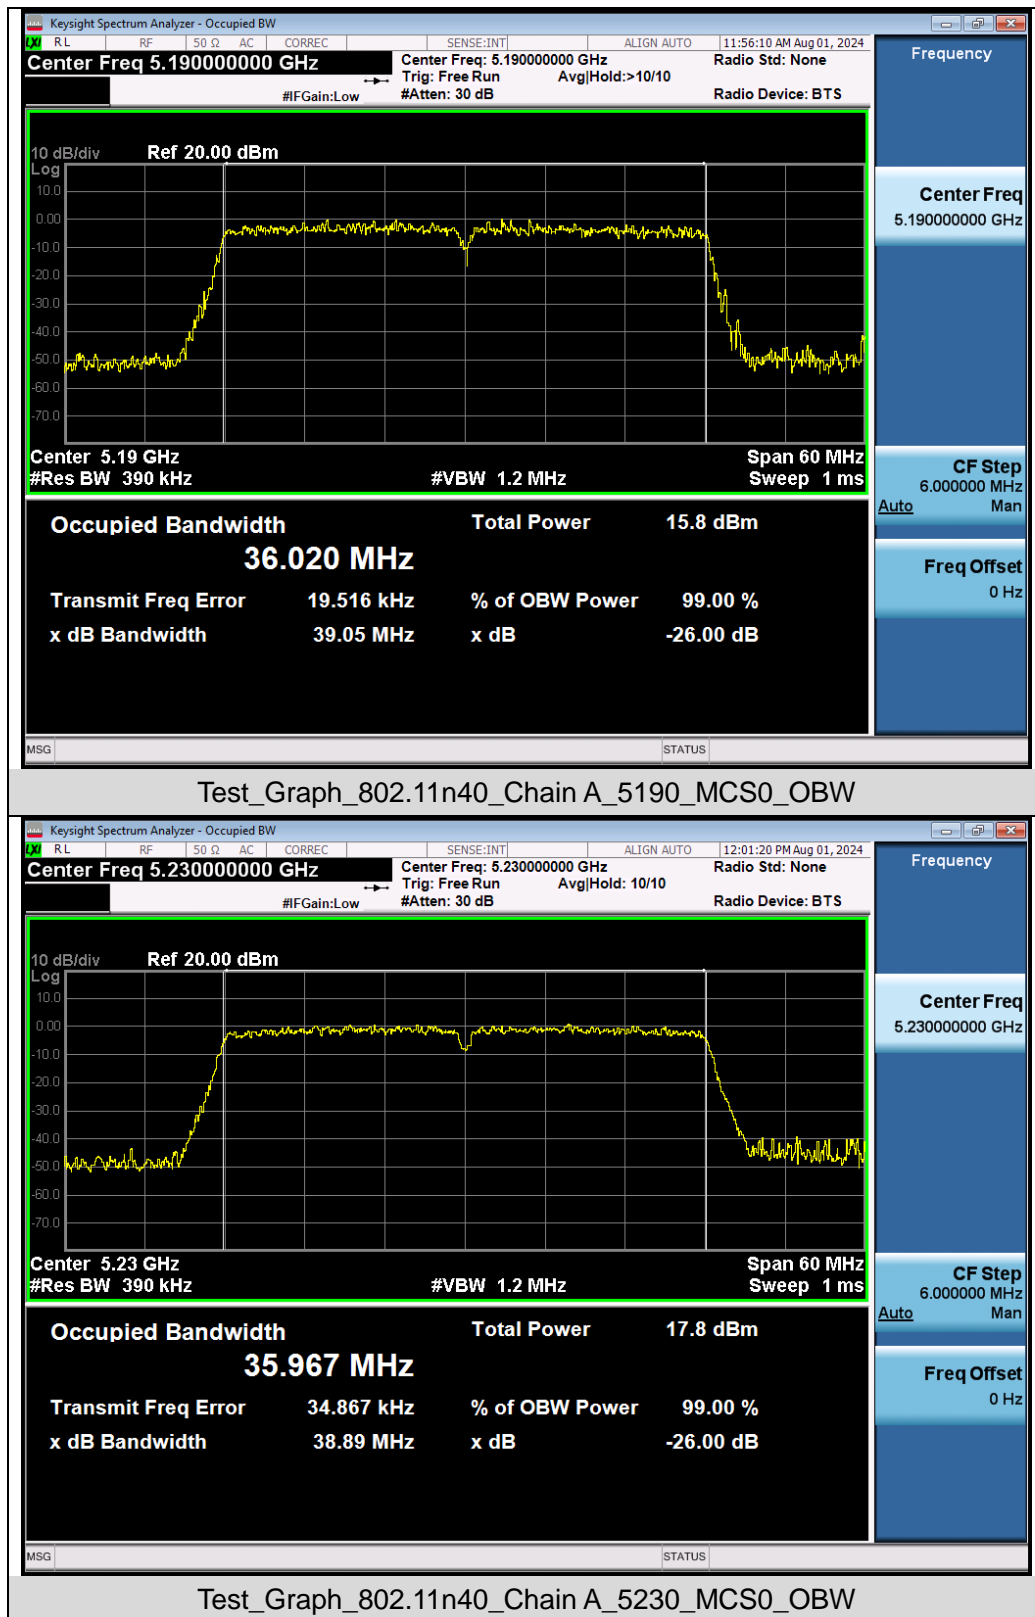 Keysight Spectrum Analyzer - Occupied BW
LXI RL RF 50 Ω AC CORREC SENSE:INT ALIGN AUTO 11:56:10 AM Aug 01, 2024
Center Freq 5.190000000 GHz
Center Freq: 5.190000000 GHz
Radio Std: None
Trig: Free Run Avg|Hold:>10/10
#IFGain:Low
#Atten: 30 dB
Radio Device: BTS
Frequency
10 dB/div Ref 20.00 dBm
Log
10.0
0.00
-10.0
-20.0
-30.0
-40.0
-50.0
-60.0
-70.0
Center 5.19 GHz
Span 60 MHz
#Res BW 390 kHz
#VBW 1.2 MHz
Sweep 1 ms
Center Freq
5.190000000 GHz
CF Step
6.000000 MHz
Auto Man
Freq Offset
0 Hz
Occupied Bandwidth
Total Power 15.8 dBm
36.020 MHz
Transmit Freq Error 19.516 kHz
% of OBW Power 99.00 %
x dB Bandwidth 39.05 MHz
x dB -26.00 dB
MSG STATUS
Test_Graph_802.11n40_Chain A_5190_MCS0_OBW
Keysight Spectrum Analyzer - Occupied BW
LXI RL RF 50 Ω AC CORREC SENSE:INT ALIGN AUTO 12:01:20 PM Aug 01, 2024
Center Freq 5.230000000 GHz
Center Freq: 5.230000000 GHz
Radio Std: None
Trig: Free Run Avg|Hold: 10/10
#IFGain:Low
#Atten: 30 dB
Radio Device: BTS
Frequency
10 dB/div Ref 20.00 dBm
Log
10.0
0.00
-10.0
-20.0
-30.0
-40.0
-50.0
-60.0
-70.0
Center 5.23 GHz
Span 60 MHz
#Res BW 390 kHz
#VBW 1.2 MHz
Sweep 1 ms
Center Freq
5.230000000 GHz
CF Step
6.000000 MHz
Auto Man
Freq Offset
0 Hz
Occupied Bandwidth
Total Power 17.8 dBm
35.967 MHz
Transmit Freq Error 34.867 kHz
% of OBW Power 99.00 %
x dB Bandwidth 38.89 MHz
x dB -26.00 dB
MSG STATUS
Test_Graph_802.11n40_Chain A_5230_MCS0_OBW